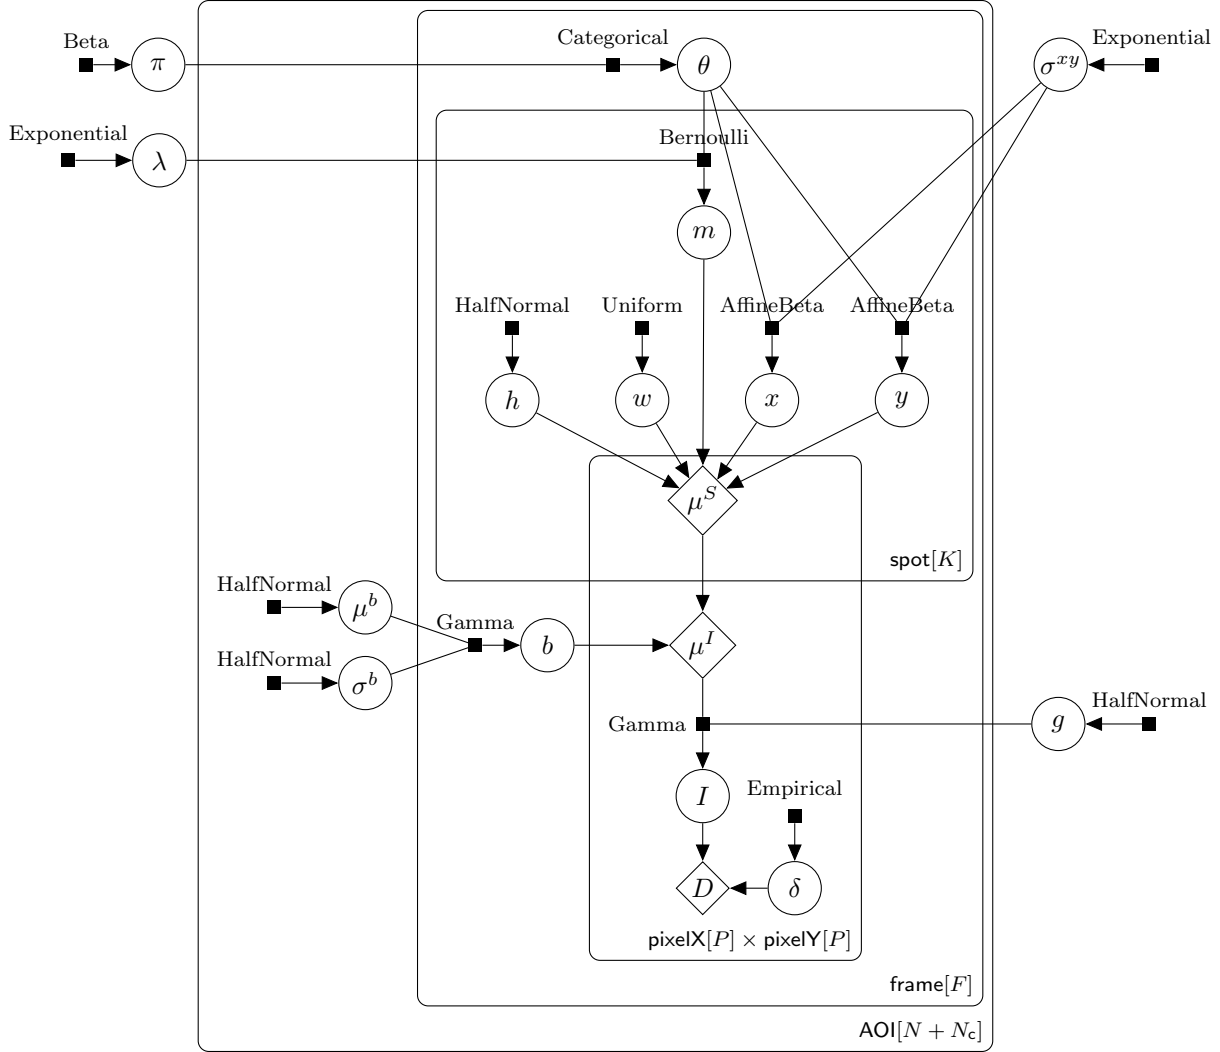 Beta
π
Categorical
θ
σ^{xy}
Exponential
Exponential
λ
Bernoulli
m
HalfNormal
Uniform
AffineBeta
AffineBeta
h
w
x
y
μ^S
spot[K]
HalfNormal
μ^b
Gamma
b
μ^I
HalfNormal
σ^b
Gamma
g
HalfNormal
I
Empirical
D
δ
pixelX[P] × pixelY[P]
frame[F]
AOI[N + N_c]